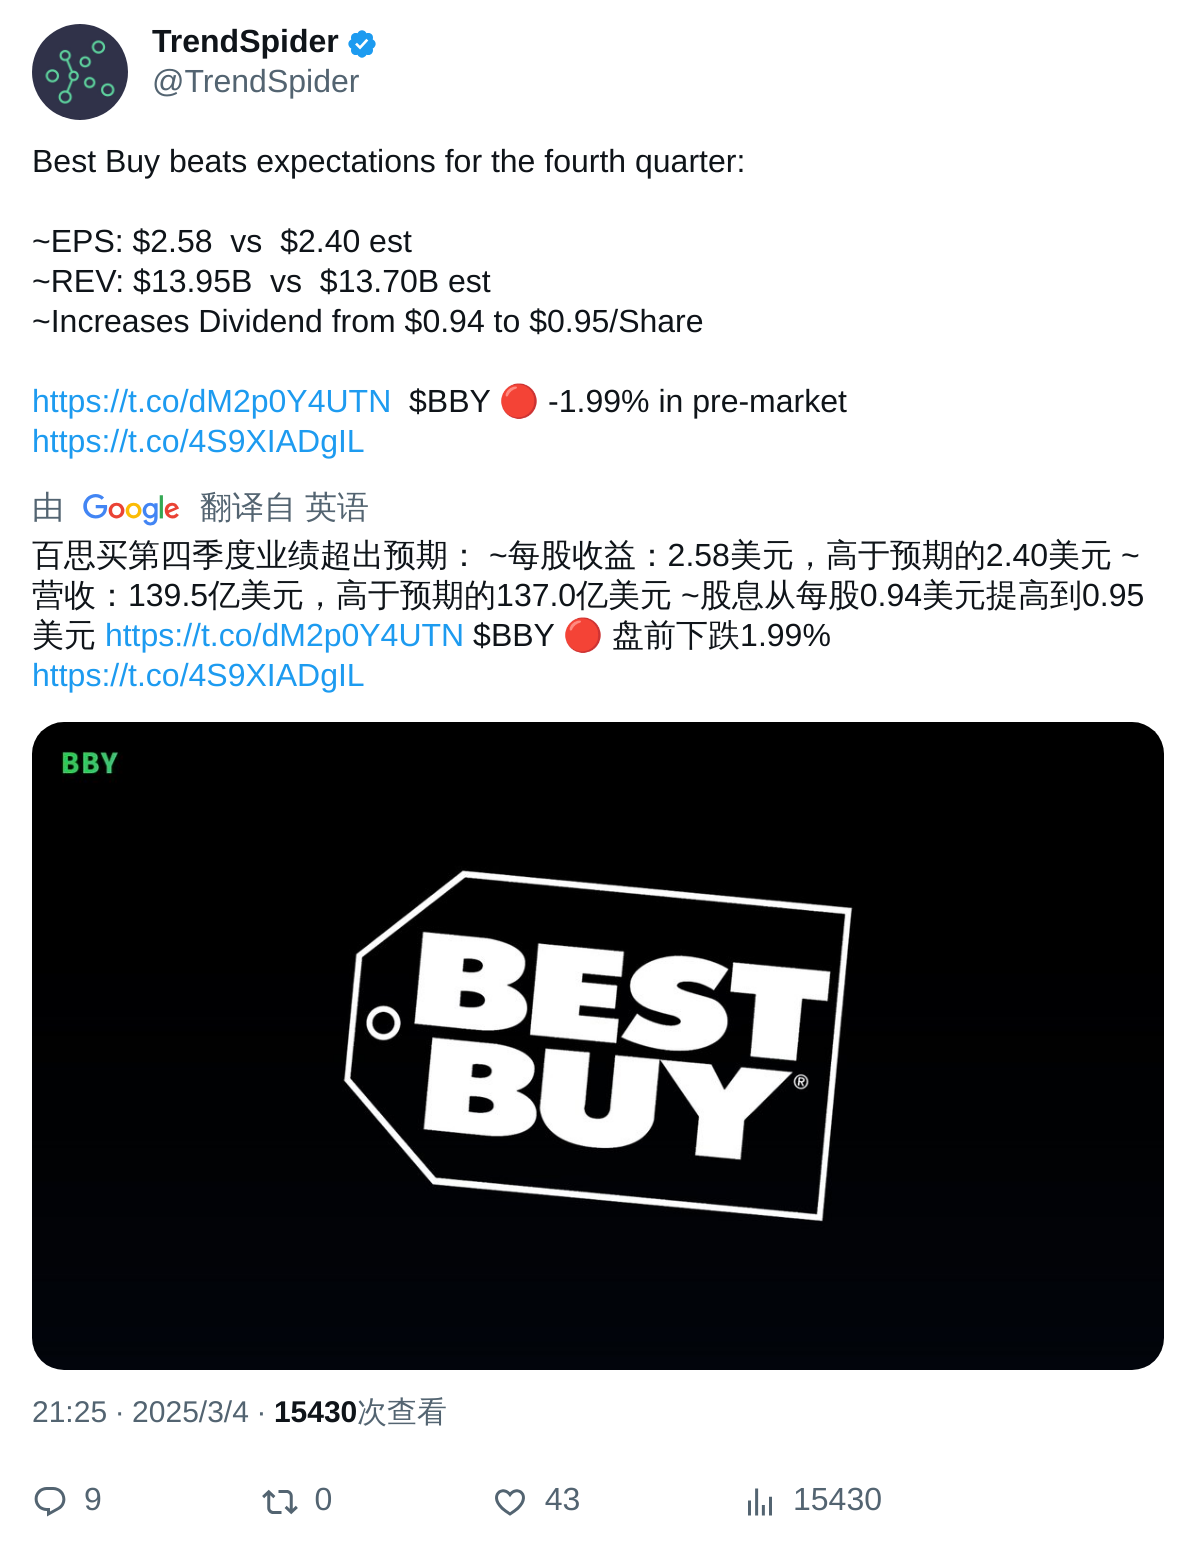 TrendSpider
@TrendSpider
Best Buy beats expectations for the fourth quarter:
~EPS: $2.58  vs  $2.40 est
~REV: $13.95B  vs  $13.70B est
~Increases Dividend from $0.94 to $0.95/Share
https://t.co/dM2p0Y4UTN  $BBY 🔴 -1.99% in pre-market
https://t.co/4S9XIADgIL
由 Google 翻译自 英语
百思买第四季度业绩超出预期： ~每股收益：2.58美元，高于预期的2.40美元 ~
营收：139.5亿美元，高于预期的137.0亿美元 ~股息从每股0.94美元提高到0.95
美元 https://t.co/dM2p0Y4UTN $BBY 🔴 盘前下跌1.99%
https://t.co/4S9XIADgIL
BBY
BEST
BUY®
21:25 · 2025/3/4 · 15430次查看
9 0 43 15430